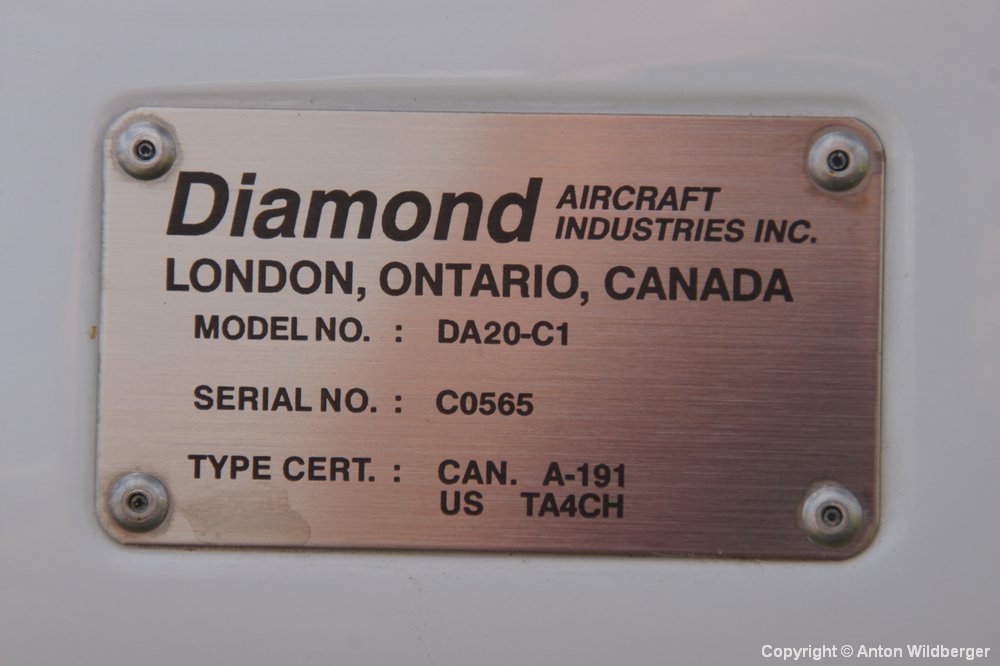 Diamond AIRCRAFT INDUSTRIES INC.
LONDON, ONTARIO, CANADA
MODEL NO. : DA20-C1
SERIAL NO. : C0565
TYPE CERT. : CAN. A-191
US TA4CH
Copyright © Anton Wildberger